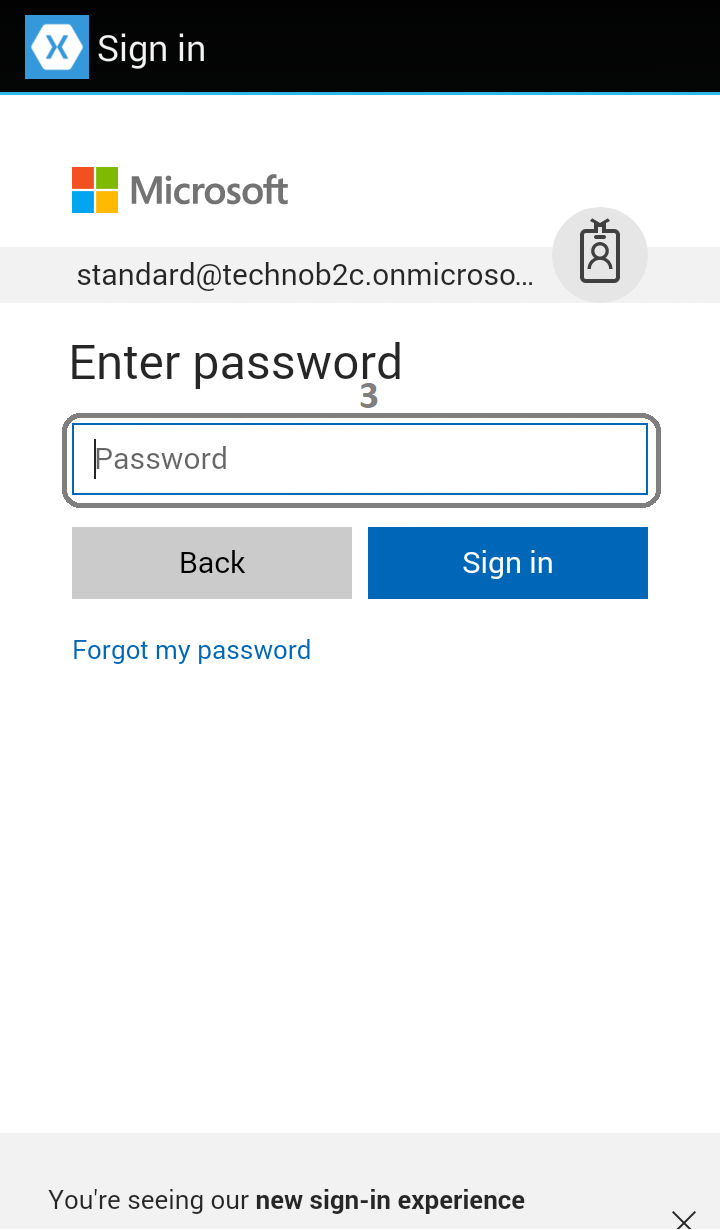 Sign in
Microsoft
standard@technob2c.onmicroso...
Enter password
3
Password
Back
Sign in
Forgot my password
You're seeing our new sign-in experience